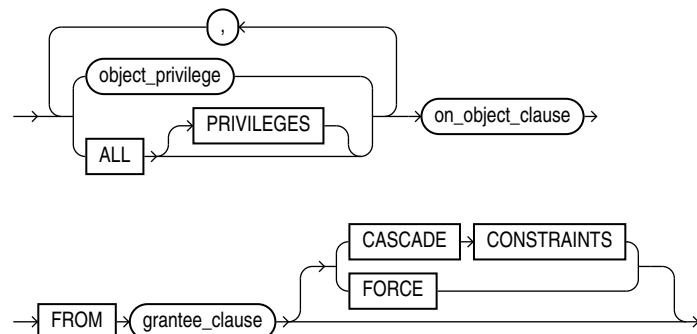 ,
object_privilege
PRIVILEGES
ALL
on_object_clause
CASCADE CONSTRAINTS
FORCE
FROM grantee_clause